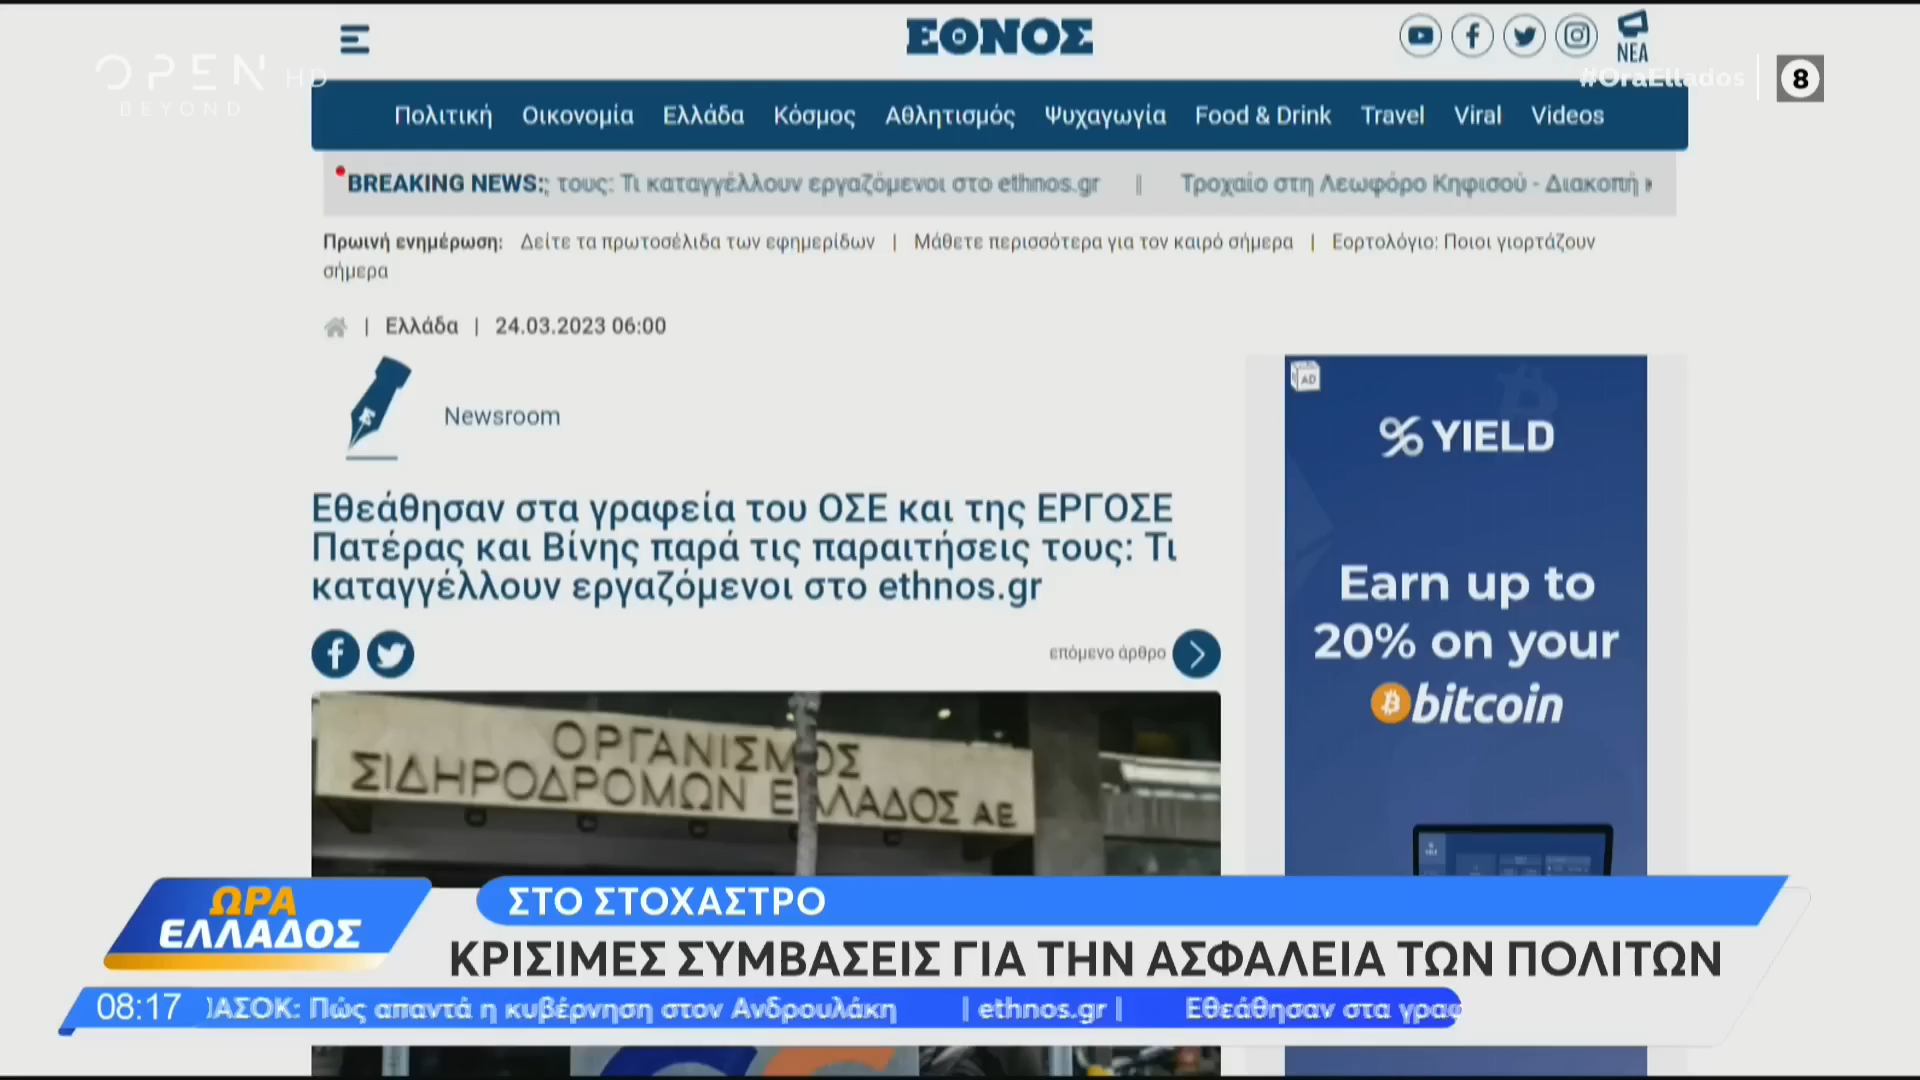 ΕΘΝΟΣ
ΝΕΑ
OPEN HD
BEYOND
#OraEllados
8
Πολιτική Οικονομία Ελλάδα Κόσμος Αθλητισμός Ψυχαγωγία Food & Drink Travel Viral Videos
BREAKING NEWS: ; τους: Τι καταγγέλλουν εργαζόμενοι στο ethnos.gr | Τροχαίο στη Λεωφόρο Κηφισού - Διακοπή
Πρωινή ενημέρωση: Δείτε τα πρωτοσέλιδα των εφημερίδων | Μάθετε περισσότερα για τον καιρό σήμερα | Εορτολόγιο: Ποιοι γιορτάζουν
σήμερα
| Ελλάδα | 24.03.2023 06:00
Newsroom
Εθεάθησαν στα γραφεία του ΟΣΕ και της ΕΡΓΟΣΕ
Πατέρας και Βίνης παρά τις παραιτήσεις τους: Τι
καταγγέλλουν εργαζόμενοι στο ethnos.gr
επόμενο άρθρο
AD
YIELD
Earn up to
20% on your
bitcoin
ΟΡΓΑΝΙΣΜΟΣ
ΣΙΔΗΡΟΔΡΟΜΩΝ ΕΛΛΑΔΟΣ ΑΕ
ΩΡΑ
ΕΛΛΑΔΟΣ
ΣΤΟ ΣΤΟΧΑΣΤΡΟ
ΚΡΙΣΙΜΕΣ ΣΥΜΒΑΣΕΙΣ ΓΙΑ ΤΗΝ ΑΣΦΑΛΕΙΑ ΤΩΝ ΠΟΛΙΤΩΝ
08:17 ΑΣΟΚ: Πώς απαντά η κυβέρνηση στον Ανδρουλάκη | ethnos.gr | Εθεάθησαν στα γραφ